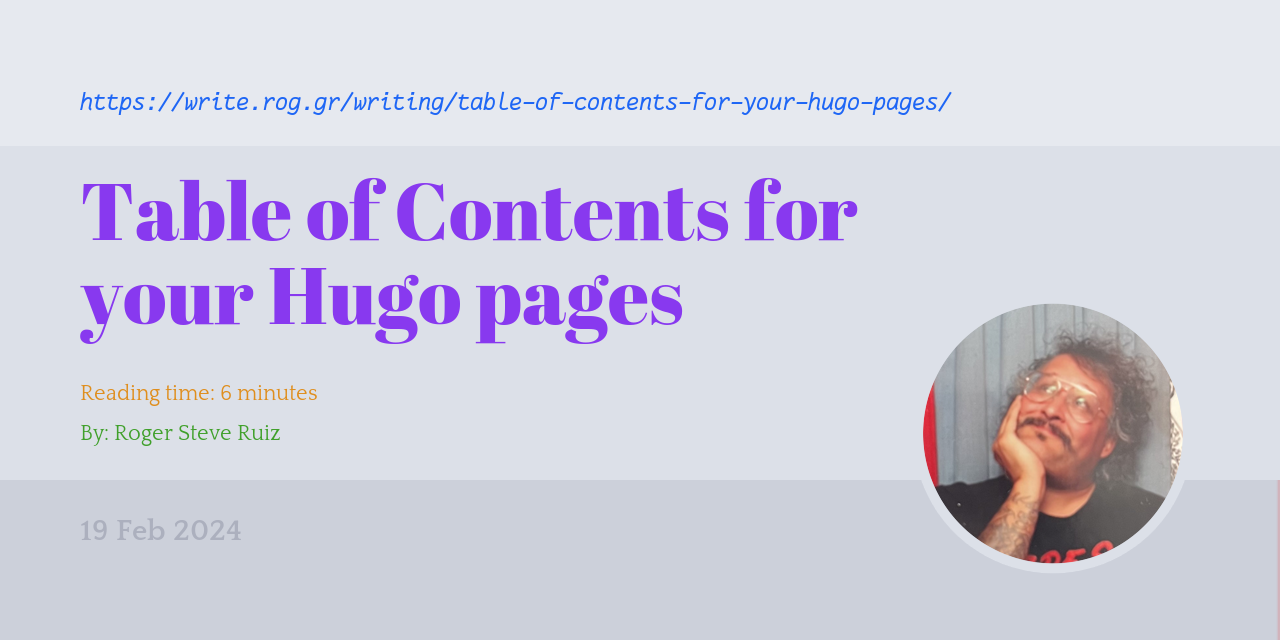 https://write.rog.gr/writing/table-of-contents-for-your-hugo-pages/
Table of Contents for
your Hugo pages
Reading time: 6 minutes
By: Roger Steve Ruiz
19 Feb 2024